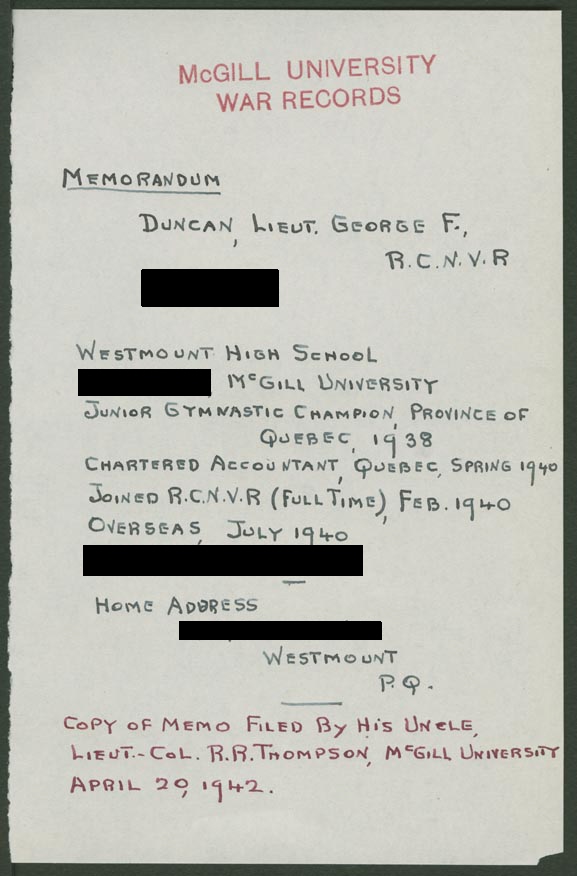 McGILL UNIVERSITY
WAR RECORDS
MEMORANDUM
DUNCAN, LIEUT. GEORGE F.,
R.C.N.V.R
WESTMOUNT HIGH SCHOOL
McGILL UNIVERSITY
JUNIOR GYMNASTIC CHAMPION, PROVINCE OF
QUEBEC, 1938
CHARTERED ACCOUNTANT, QUEBEC, SPRING 1940
JOINED R.C.N.V.R (FULL TIME), FEB. 1940
OVERSEAS, JULY 1940
HOME ADDRESS
WESTMOUNT
P.Q.
COPY OF MEMO FILED BY HIS UNCLE,
LIEUT.-COL. R.R. THOMPSON, McGILL UNIVERSITY
APRIL 20, 1942.